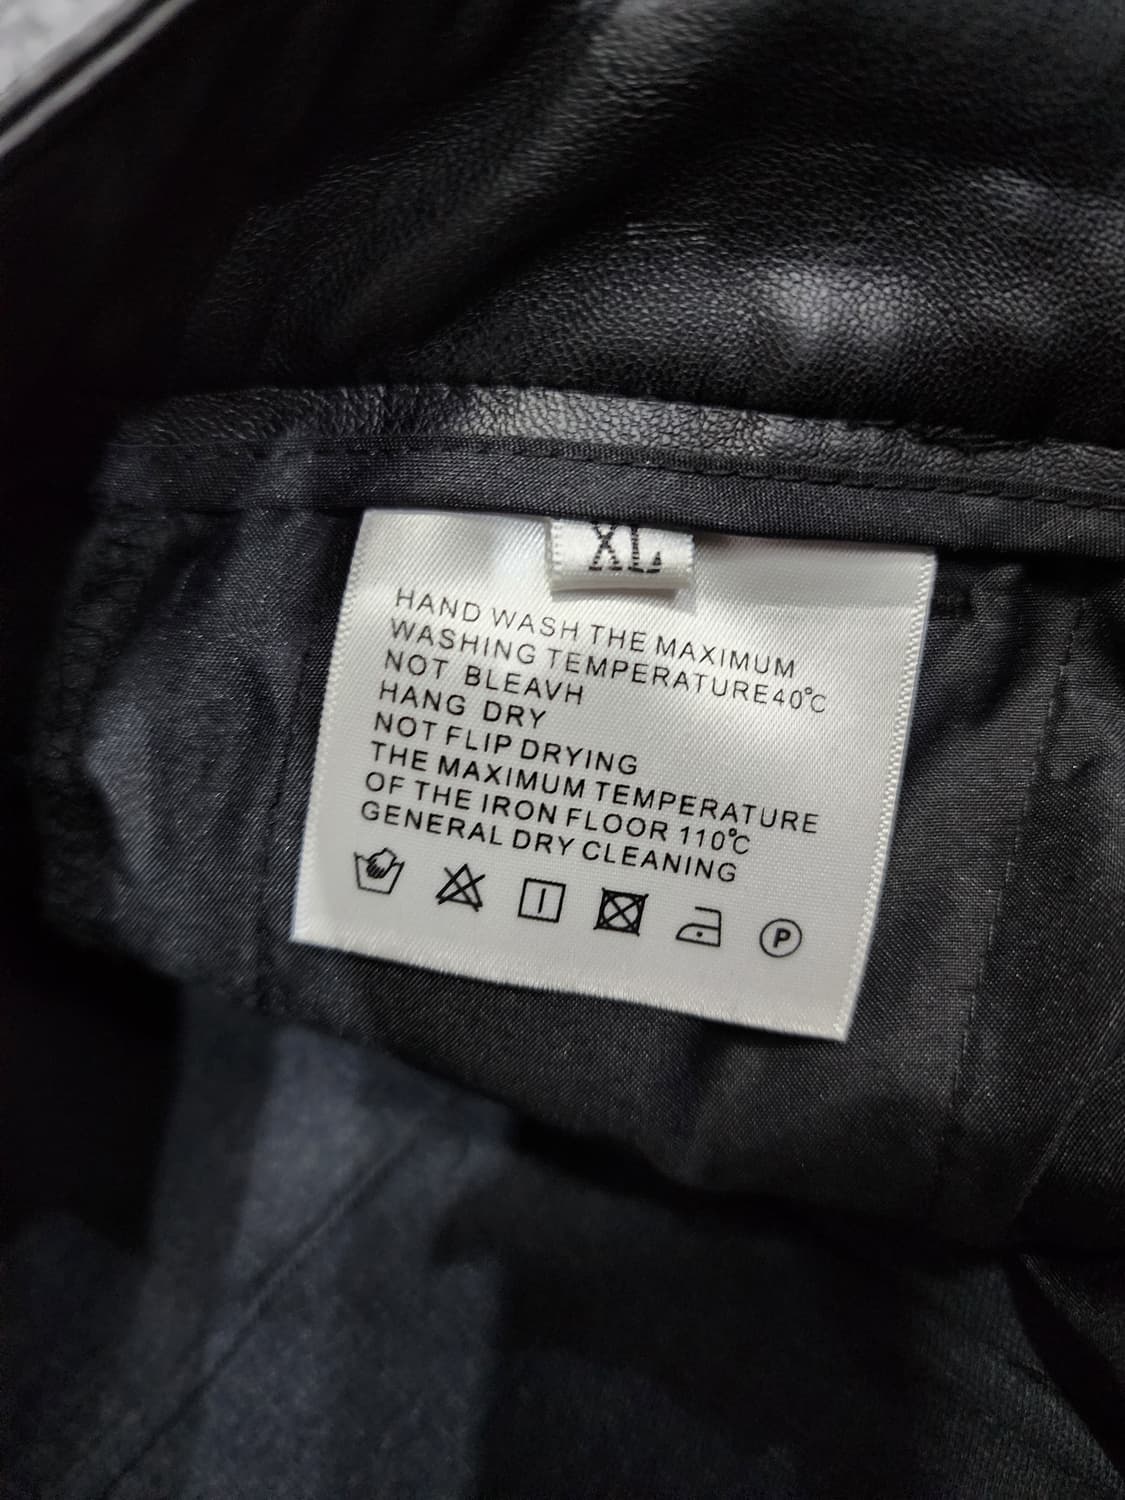 XL
HAND WASH THE MAXIMUM
WASHING TEMPERATURE40℃
NOT BLEAVH
HANG DRY
NOT FLIP DRYING
THE MAXIMUM TEMPERATURE
OF THE IRON FLOOR 110℃
GENERAL DRY CLEANING
P